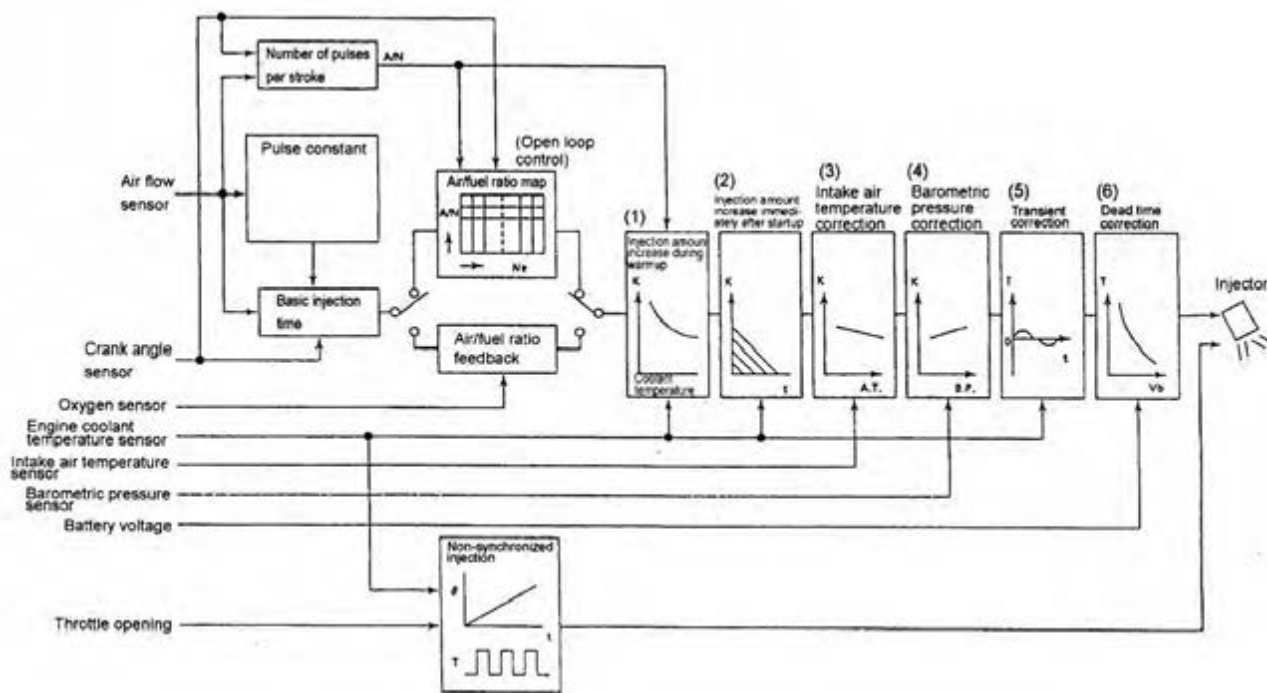 Number of pulses
per stroke
A/N
Pulse constant
(Open loop
control)
Air/fuel ratio map
A/N
Ne
Air flow
sensor
Basic injection
time
Air/fuel ratio
feedback
Crank angle
sensor
Oxygen sensor
Engine coolant
temperature sensor
Intake air temperature
sensor
Barometric pressure
sensor
Battery voltage
Throttle opening
(1)
Injection amoun
increase during
warmup
K
Coolant
temperature
(2)
Injection amount
increase immedi-
ately after startup
K
t
(3)
Intake air
temperature
correction
K
A.T.
(4)
Barometric
pressure
correction
K
B.P.
(5)
Transient
correction
T
0
t
(6)
Dead time
correction
T
Vb
Injector
Non-synchronized
injection
t
T